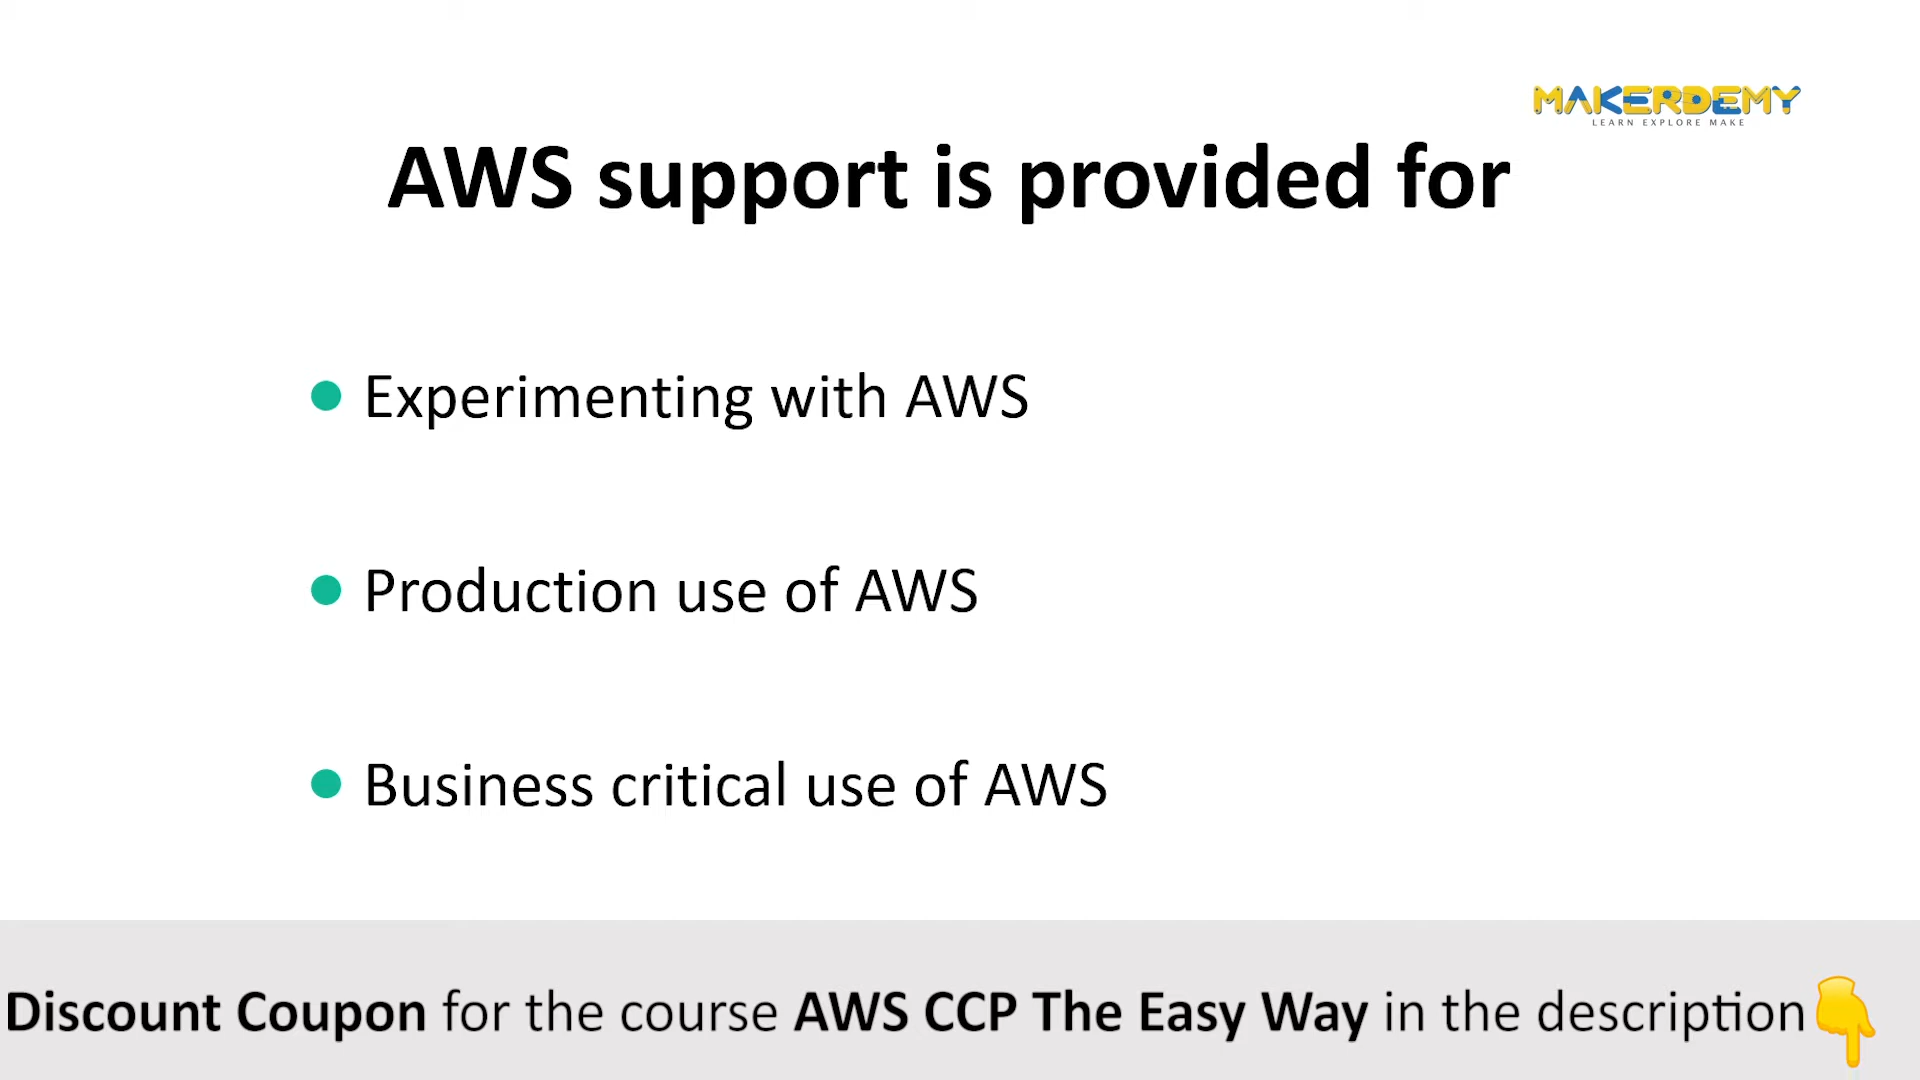 MAKERDEMY
LEARN EXPLORE MAKE
AWS support is provided for
Experimenting with AWS
Production use of AWS
Business critical use of AWS
Discount Coupon for the course AWS CCP The Easy Way in the description